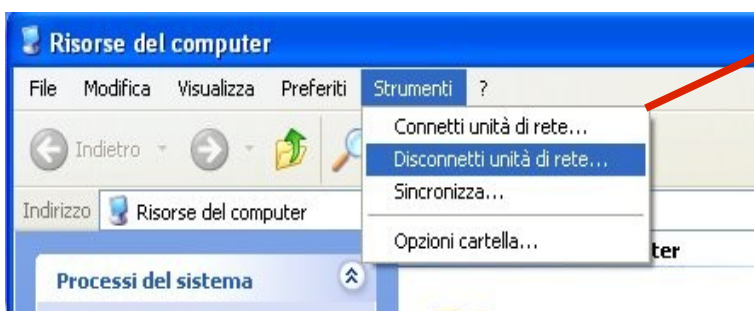 Risorse del computer
File Modifica Visualizza Preferiti Strumenti ?
Connetti unità di rete...
Disconnetti unità di rete...
Sincronizza...
Opzioni cartella...
Indietro
Indirizzo Risorse del computer
Processi del sistema
ter